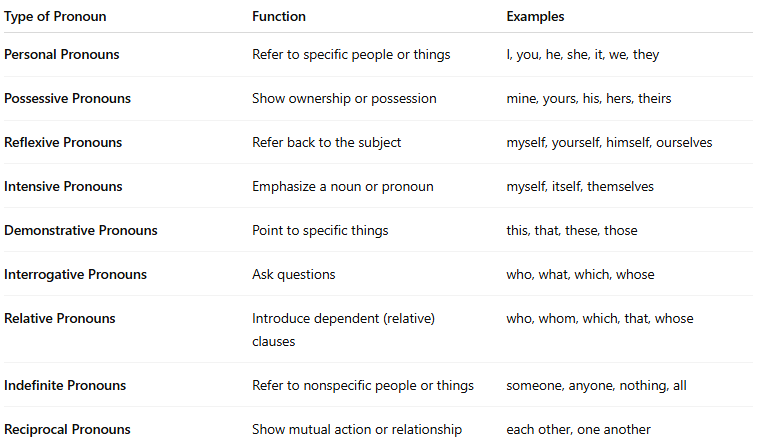 Type of Pronoun Function Examples
Personal Pronouns Refer to specific people or things I, you, he, she, it, we, they
Possessive Pronouns Show ownership or possession mine, yours, his, hers, theirs
Reflexive Pronouns Refer back to the subject myself, yourself, himself, ourselves
Intensive Pronouns Emphasize a noun or pronoun myself, itself, themselves
Demonstrative Pronouns Point to specific things this, that, these, those
Interrogative Pronouns Ask questions who, what, which, whose
Relative Pronouns Introduce dependent (relative) who, whom, which, that, whose
clauses
Indefinite Pronouns Refer to nonspecific people or things someone, anyone, nothing, all
Reciprocal Pronouns Show mutual action or relationship each other, one another